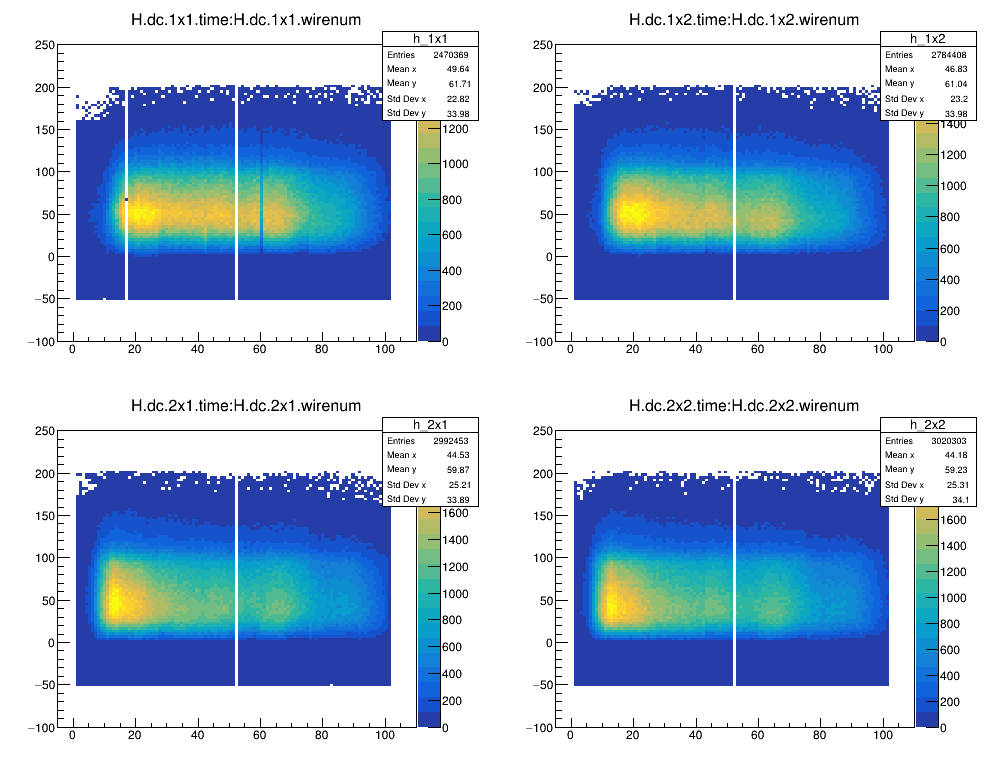 H.dc.1x1.time:H.dc.1x1.wirenum
h_1x1
Entries 2470369
Mean x 49.64
Mean y 61.71
Std Dev x 22.82
Std Dev y 33.98
250
200
150
100
50
0
−50
−100
0 20 40 60 80 100
1200
1000
800
600
400
200
0
H.dc.1x2.time:H.dc.1x2.wirenum
h_1x2
Entries 2784408
Mean x 46.83
Mean y 61.04
Std Dev x 23.2
Std Dev y 33.98
250
200
150
100
50
0
−50
−100
0 20 40 60 80 100
1400
1200
1000
800
600
400
200
0
H.dc.2x1.time:H.dc.2x1.wirenum
h_2x1
Entries 2992453
Mean x 44.53
Mean y 59.87
Std Dev x 25.21
Std Dev y 33.89
250
200
150
100
50
0
−50
−100
0 20 40 60 80 100
1600
1400
1200
1000
800
600
400
200
0
H.dc.2x2.time:H.dc.2x2.wirenum
h_2x2
Entries 3020303
Mean x 44.18
Mean y 59.23
Std Dev x 25.31
Std Dev y 34.1
250
200
150
100
50
0
−50
−100
0 20 40 60 80 100
1600
1400
1200
1000
800
600
400
200
0